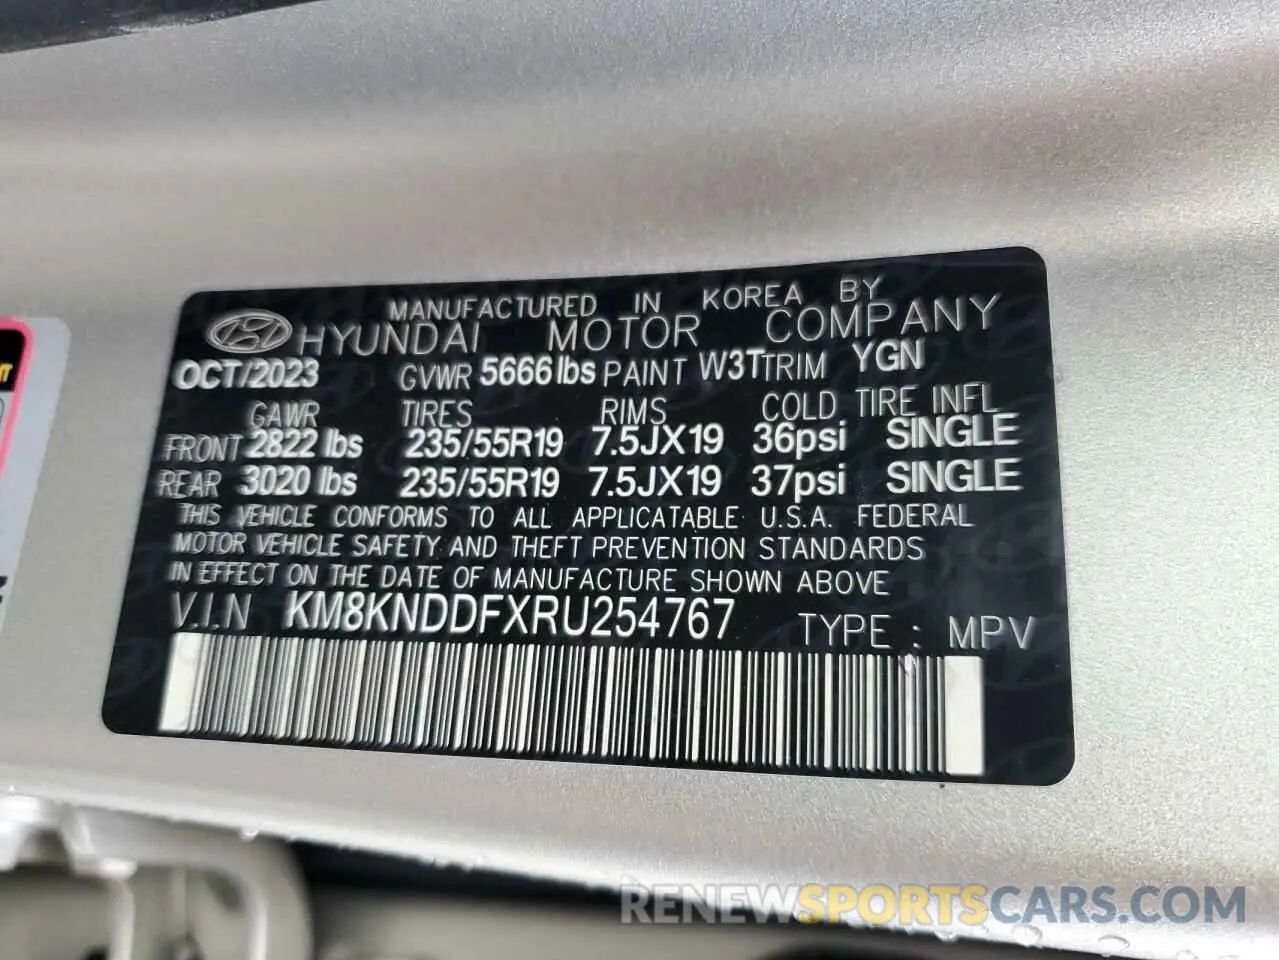 MANUFACTURED IN KOREA BY
HYUNDAI MOTOR COMPANY
OCT/2023 GVWR 5666lbs PAINT W3T TRIM YGN
GAWR TIRES RIMS COLD TIRE INFL
FRONT 2822 lbs 235/55R19 7.5JX19 36psi SINGLE
REAR 3020 lbs 235/55R19 7.5JX19 37psi SINGLE
THIS VEHICLE CONFORMS TO ALL APPLICATABLE U.S.A. FEDERAL
MOTOR VEHICLE SAFETY AND THEFT PREVENTION STANDARDS
IN EFFECT ON THE DATE OF MANUFACTURE SHOWN ABOVE
V.I.N KM8KNDDFXRU254767 TYPE : MPV
RENEWSPORTSCARS.COM